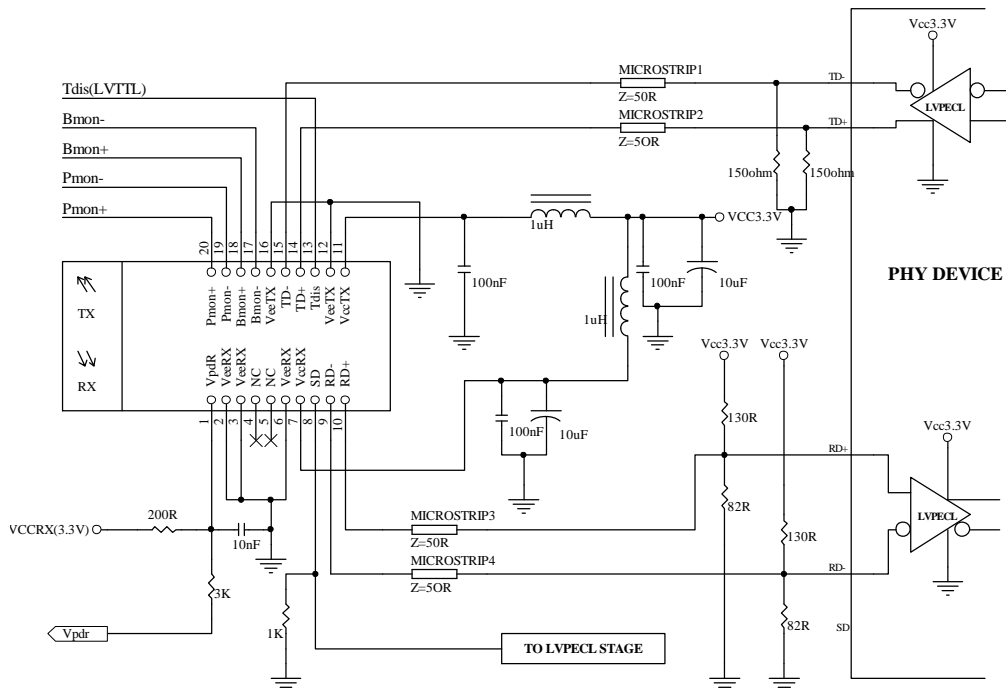 Vcc3.3V
MICROSTRIP1
TD-
Tdis(LVTTL)
Z=50R
LVPECL
Bmon-
MICROSTRIP2
TD+
Z=5OR
Bmon+
150ohm
150ohm
Pmon-
Pmon+
1uH
VCC3.3V
20
19
18
17
16
15
14
13
12
11
100nF
100nF
10uF
PHY DEVICE
Pmon+
Pmon-
Bmon+
Bmon-
VeeTX
TD-
TD+
Tdis
VeeTX
VccTX
TX
1uH
RX
VpdR
VeeRX
VeeRX
NC
NC
VeeRX
VccRX
SD
RD-
RD+
Vcc3.3V
Vcc3.3V
1
2
3
4
5
6
7
8
9
10
130R
100nF
10uF
Vcc3.3V
RD+
82R
200R
MICROSTRIP3
LVPECL
VCCRX(3.3V)
130R
10nF
Z=50R
MICROSTRIP4
RD-
Z=5OR
3K
1K
82R
SD
Vpdr
TO LVPECL STAGE